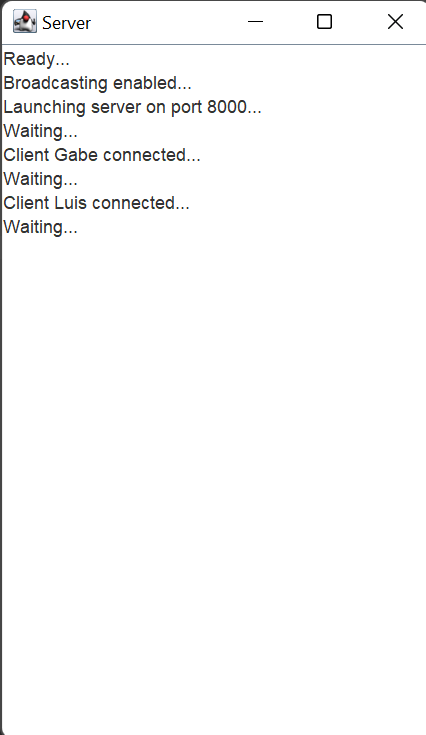 Server
Ready...
Broadcasting enabled...
Launching server on port 8000...
Waiting...
Client Gabe connected...
Waiting...
Client Luis connected...
Waiting...